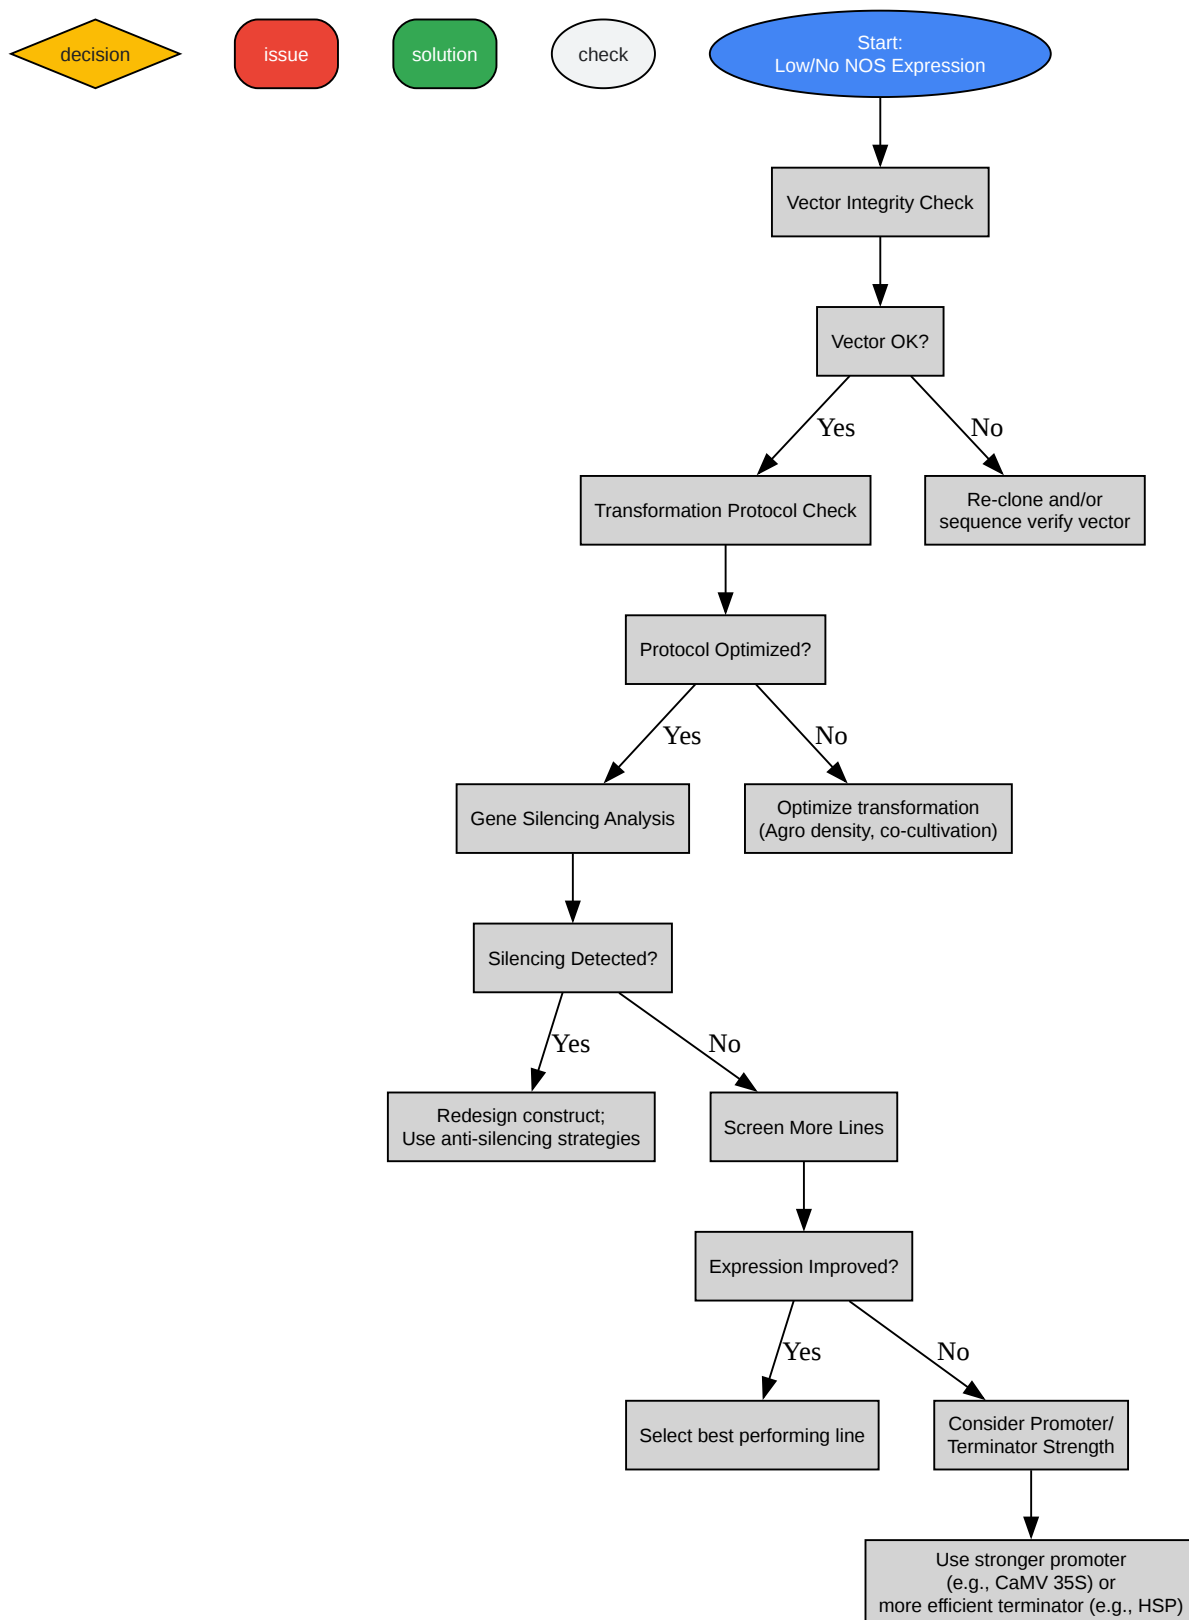 decision
issue
solution
check
Start:
Low/No NOS Expression
Vector Integrity Check
Vector OK?
Yes
No
Transformation Protocol Check
Re-clone and/or
sequence verify vector
Protocol Optimized?
Yes
No
Gene Silencing Analysis
Optimize transformation
(Agro density, co-cultivation)
Silencing Detected?
Yes
No
Redesign construct;
Use anti-silencing strategies
Screen More Lines
Expression Improved?
Yes
No
Select best performing line
Consider Promoter/
Terminator Strength
Use stronger promoter
(e.g., CaMV 35S) or
more efficient terminator (e.g., HSP)